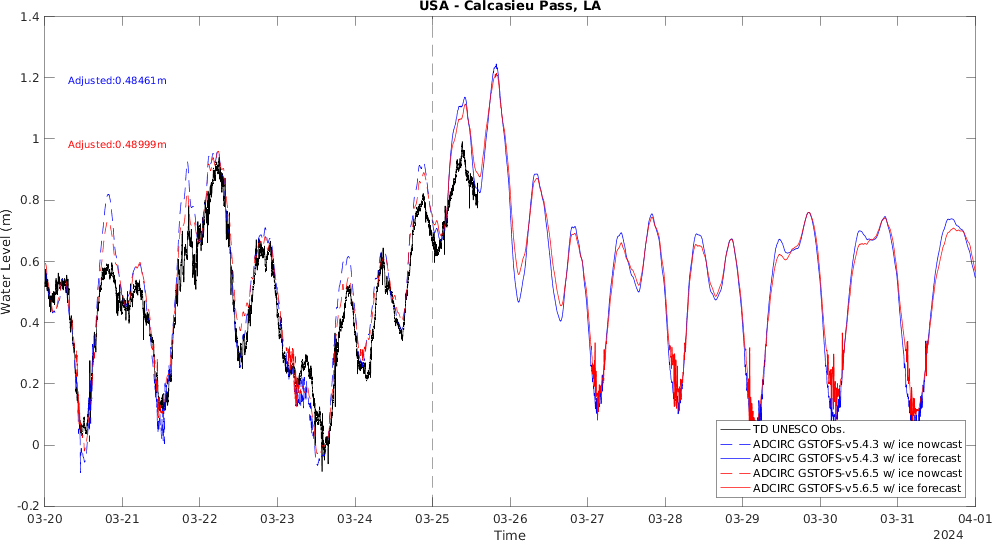 USA - Calcasieu Pass, LA
1.4
1.2
1
0.8
0.6
0.4
0.2
0
-0.2
Water Level (m)
Adjusted:0.48461m
Adjusted:0.48999m
TD UNESCO Obs.
ADCIRC GSTOFS-v5.4.3 w/ ice nowcast
ADCIRC GSTOFS-v5.4.3 w/ ice forecast
ADCIRC GSTOFS-v5.6.5 w/ ice nowcast
ADCIRC GSTOFS-v5.6.5 w/ ice forecast
03-20 03-21 03-22 03-23 03-24 03-25 03-26 03-27 03-28 03-29 03-30 03-31 04-01
Time
2024